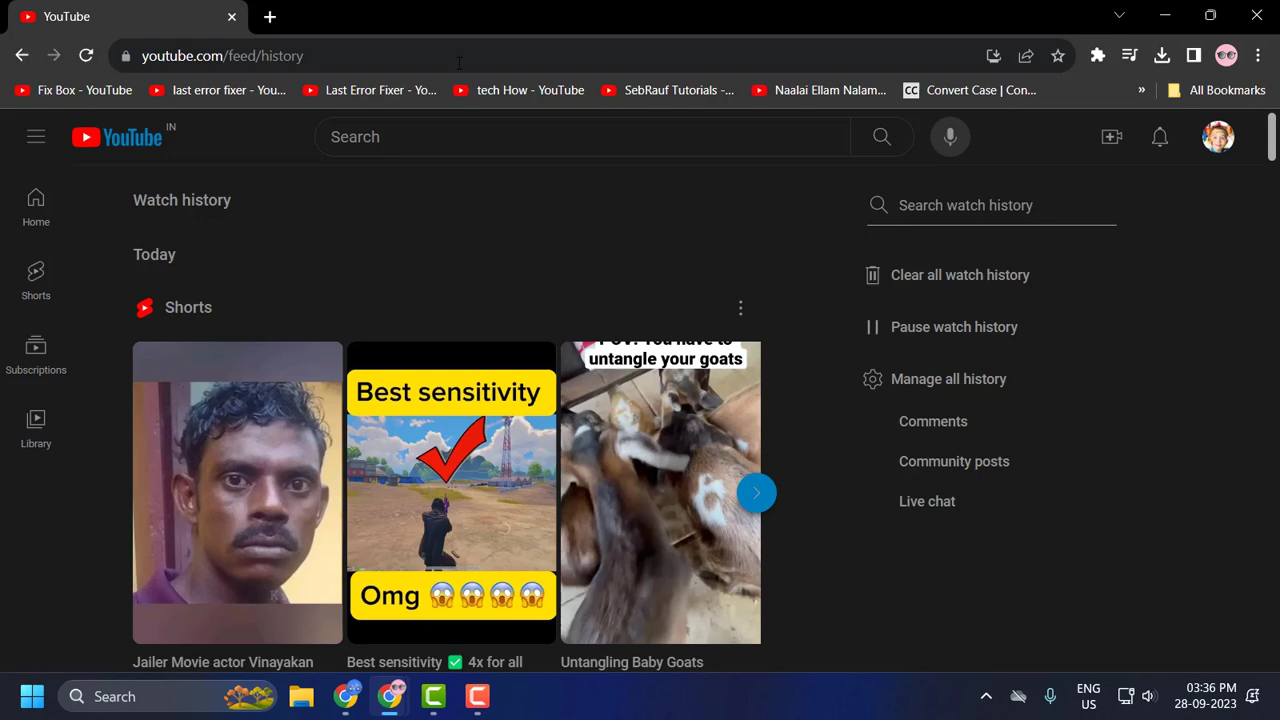 YouTube
youtube.com/feed/history
Fix Box - YouTube
last error fixer - You...
Last Error Fixer - Yo...
tech How - YouTube
SebRauf Tutorials -...
Naalai Ellam Nalam...
CC
Convert Case | Con...
»
All Bookmarks
YouTube
IN
Search
Home
Shorts
Subscriptions
Library
Watch history
Today
Shorts
Best sensitivity
Omg 😱😱😱😱
untangle your goats
Jailer Movie actor Vinayakan
Best sensitivity ✅ 4x for all
Untangling Baby Goats
Search watch history
Clear all watch history
Pause watch history
Manage all history
Comments
Community posts
Live chat
Search
ENG
US
03:36 PM
28-09-2023